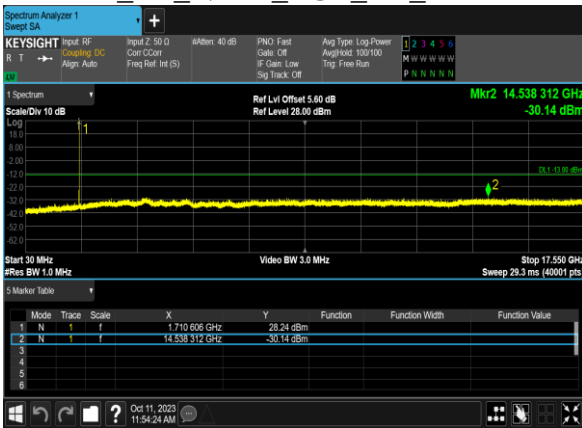 Spectrum Analyzer 1
Swept SA
+
KEYSIGHT Input: RF Input Z: 50 Ω #Atten: 40 dB PNO: Fast Avg Type: Log-Power 1 2 3 4 5 6
R T Coupling: DC Corr CCorr Gate: Off Avg|Hold: 100/100 M W W W W W
Align: Auto Freq Ref: Int (S) IF Gain: Low Trig: Free Run
LV Sig Track: Off P N N N N N
1 Spectrum Ref Lvl Offset 5.60 dB Mkr2 14.538 312 GHz
Scale/Div 10 dB Ref Level 28.00 dBm -30.14 dBm
Log
18.0
8.00
-2.00
-12.0
-22.0
-32.0
-42.0
-52.0
-62.0
1
DL1 -13.00 dBm
2
Start 30 MHz Video BW 3.0 MHz Stop 17.550 GHz
#Res BW 1.0 MHz Sweep 29.3 ms (40001 pts
5 Marker Table
Mode Trace Scale X Y Function Function Width Function Value
1 N 1 f 1.710 606 GHz 28.24 dBm
2 N 1 f 14.538 312 GHz -30.14 dBm
3
4
5
6
? Oct 11, 2023
11:54:24 AM